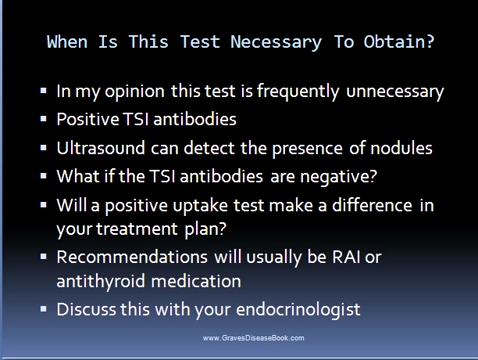 When Is This Test Necessary To Obtain?
▪ In my opinion this test is frequently unnecessary
▪ Positive TSI antibodies
▪ Ultrasound can detect the presence of nodules
▪ What if the TSI antibodies are negative?
▪ Will a positive uptake test make a difference in
your treatment plan?
▪ Recommendations will usually be RAI or
antithyroid medication
▪ Discuss this with your endocrinologist
www.GravesDiseaseBook.com